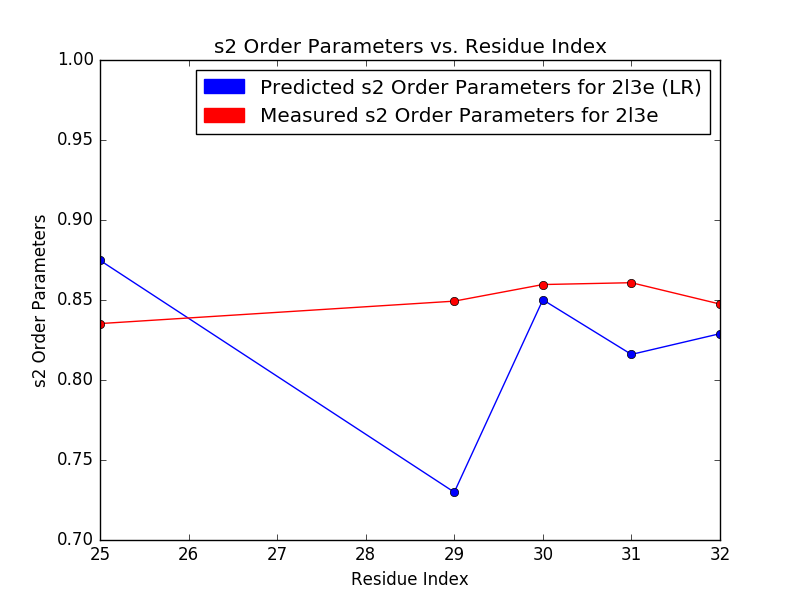 s2 Order Parameters vs. Residue Index
Predicted s2 Order Parameters for 2l3e (LR)
Measured s2 Order Parameters for 2l3e
1.00
0.95
0.90
0.85
0.80
0.75
0.70
s2 Order Parameters
25 26 27 28 29 30 31 32
Residue Index